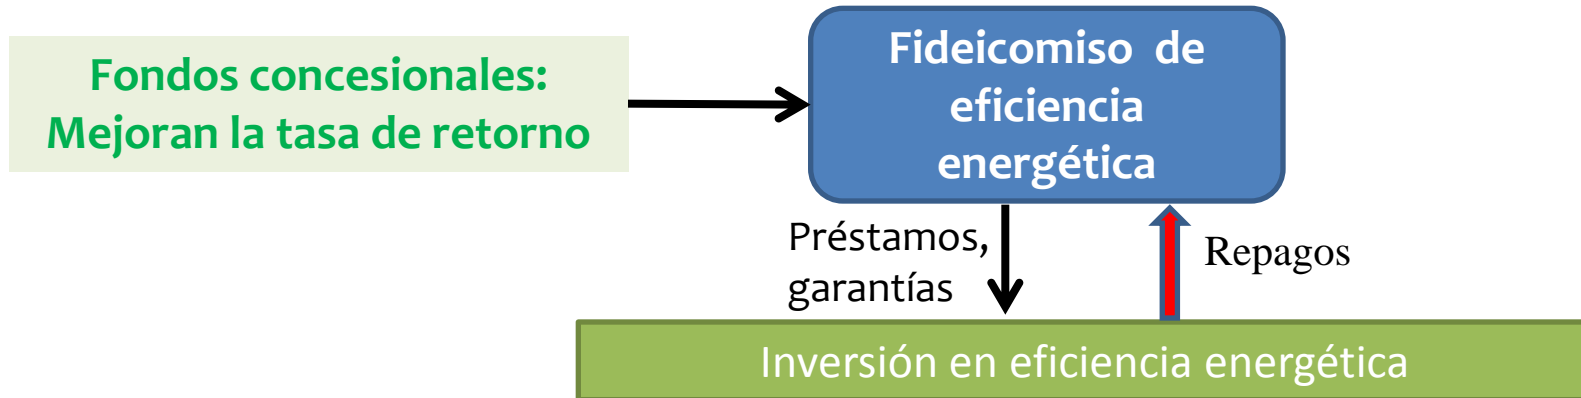 Fondos concesionales:
Mejoran la tasa de retorno
Fideicomiso de
eficiencia
energética
Préstamos,
garantías
Repagos
Inversión en eficiencia energética